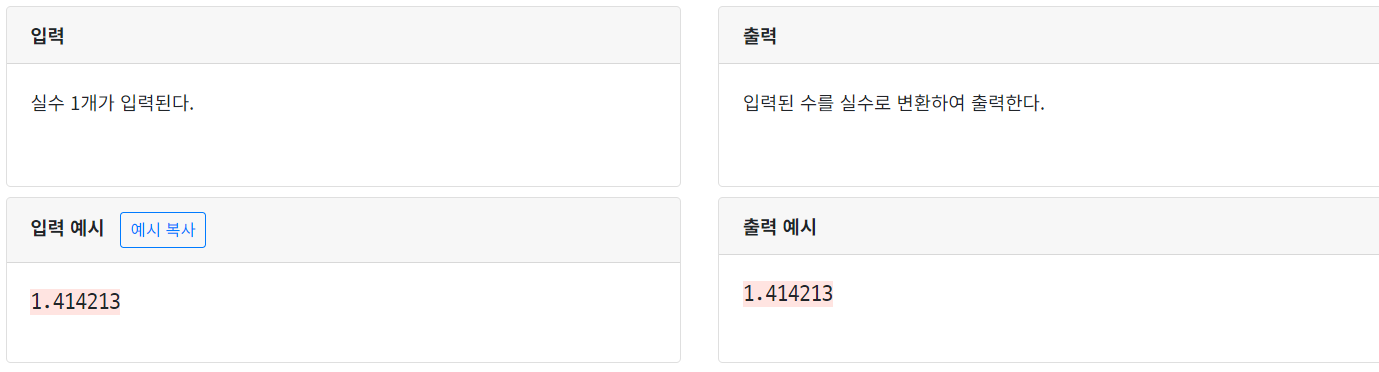 입력
실수 1개가 입력된다.
출력
입력된 수를 실수로 변환하여 출력한다.
입력 예시 예시 복사
1.414213
출력 예시
1.414213